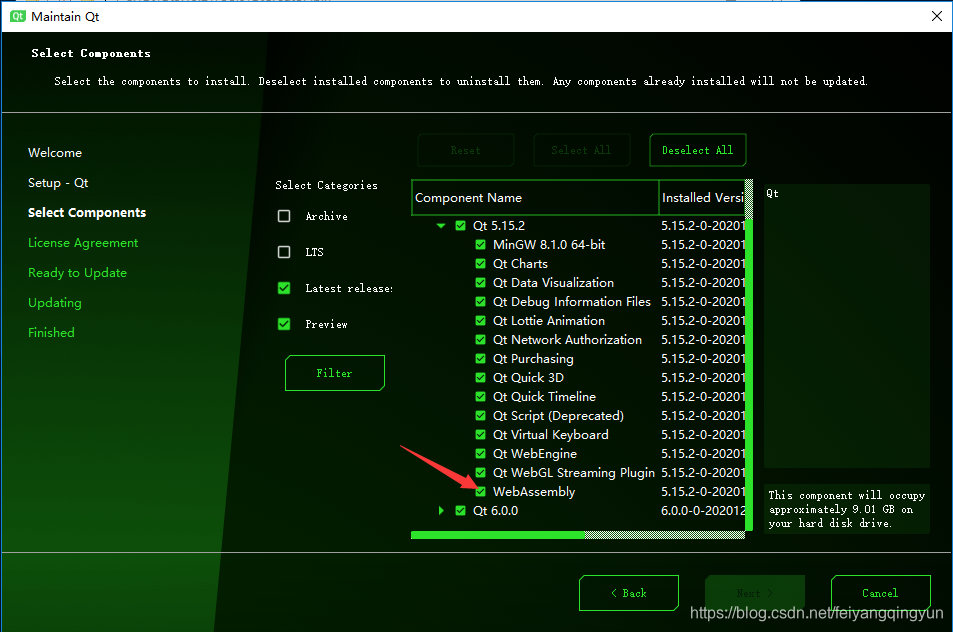 Qt Maintain Qt
Select Components
Select the components to install. Deselect installed components to uninstall them. Any components already installed will not be updated.
Welcome
Setup - Qt
Select Components
License Agreement
Ready to Update
Updating
Finished
Select Categories
Archive
LTS
Latest release
Preview
Filter
Reset
Select All
Deselect All
Component Name Installed Versi
Qt 5.15.2 5.15.2-0-20201
MinGW 8.1.0 64-bit 5.15.2-0-20201
Qt Charts 5.15.2-0-20201
Qt Data Visualization 5.15.2-0-20201
Qt Debug Information Files 5.15.2-0-20201
Qt Lottie Animation 5.15.2-0-20201
Qt Network Authorization 5.15.2-0-20201
Qt Purchasing 5.15.2-0-20201
Qt Quick 3D 5.15.2-0-20201
Qt Quick Timeline 5.15.2-0-20201
Qt Script (Deprecated) 5.15.2-0-20201
Qt Virtual Keyboard 5.15.2-0-20201
Qt WebEngine 5.15.2-0-20201
Qt WebGL Streaming Plugin 5.15.2-0-20201
WebAssembly 5.15.2-0-20201
Qt 6.0.0 6.0.0-0-202012
Qt
This component will occupy
approximately 9.01 GB on
your hard disk drive.
< Back
Next >
Cancel
https://blog.csdn.net/feiyangqingyun